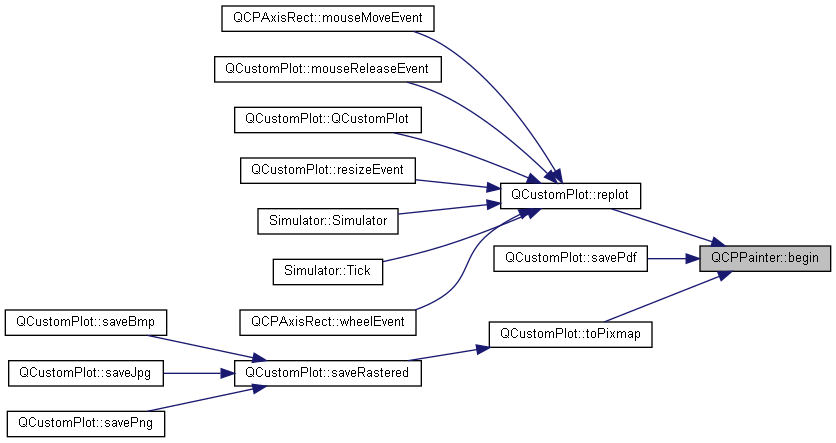 QCPAxisRect::mouseMoveEvent
QCustomPlot::mouseReleaseEvent
QCustomPlot::QCustomPlot
QCustomPlot::resizeEvent
QCustomPlot::replot
Simulator::Simulator
QCustomPlot::savePdf
QCPPainter::begin
Simulator::Tick
QCPAxisRect::wheelEvent
QCustomPlot::saveBmp
QCustomPlot::toPixmap
QCustomPlot::saveJpg
QCustomPlot::saveRastered
QCustomPlot::savePng